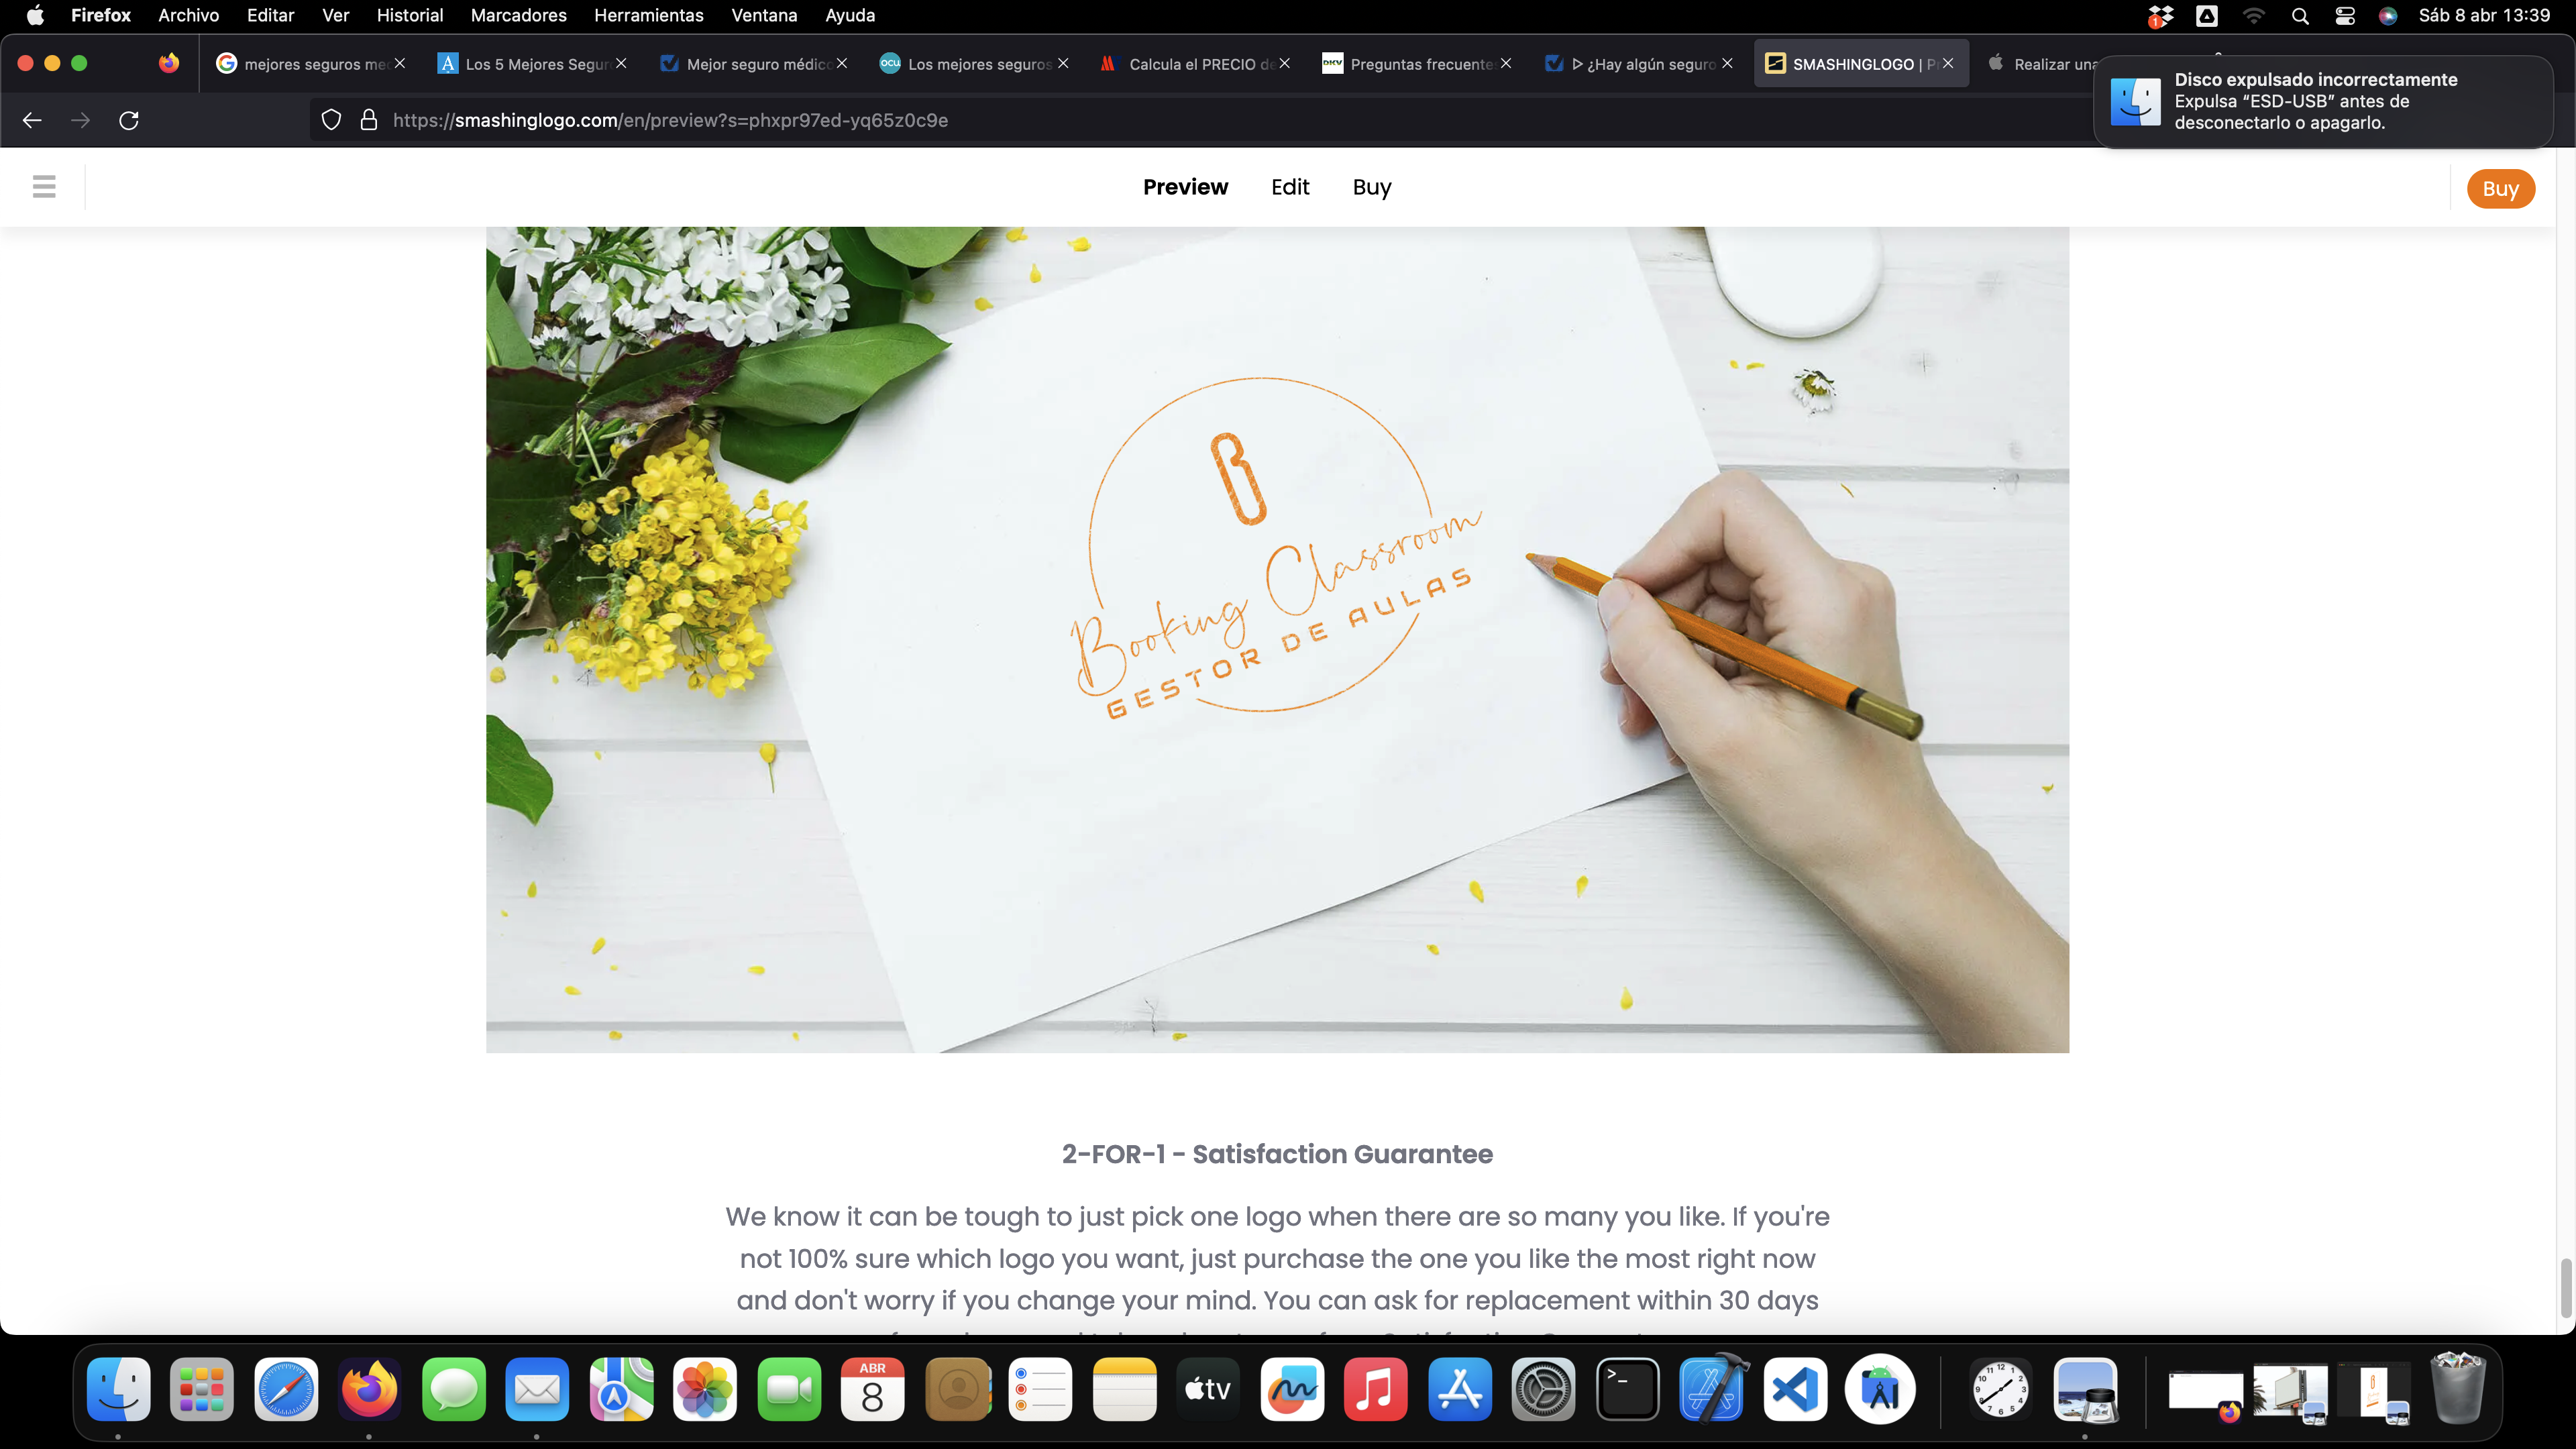 Firefox Archivo Editar Ver Historial Marcadores Herramientas Ventana Ayuda
1
Sáb 8 abr 13:39
mejores seguros me
Los 5 Mejores Segur
Mejor seguro médico
OCU
Los mejores seguros
Calcula el PRECIO de
DKV
Preguntas frecuente
¿Hay algún seguro
SMASHINGLOGO | P
Realizar una
Disco expulsado incorrectamente
Expulsa “ESD-USB” antes de
desconectarlo o apagarlo.
https://smashinglogo.com/en/preview?s=phxpr97ed-yq65z0c9e
Preview Edit Buy
Buy
B
Booking Classroom
GESTOR DE AULAS
2-FOR-1 - Satisfaction Guarantee
We know it can be tough to just pick one logo when there are so many you like. If you're
not 100% sure which logo you want, just purchase the one you like the most right now
and don't worry if you change your mind. You can ask for replacement within 30 days
ABR
8
tv